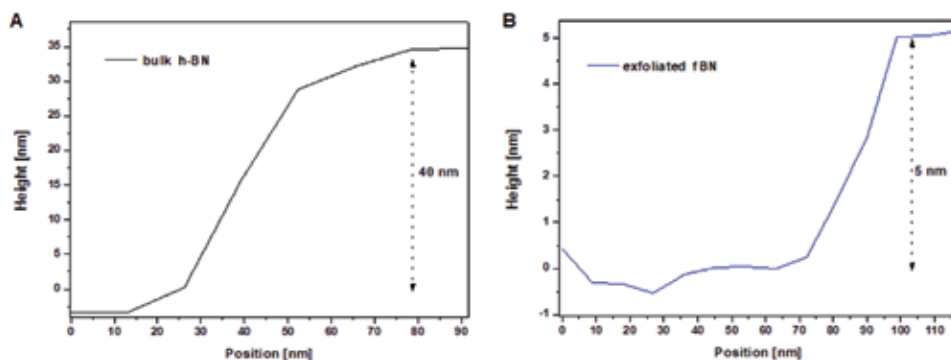 A
bulk h-BN
Height [nm]
35
30
25
20
15
10
5
0
40 nm
0 10 20 30 40 50 60 70 80 90
Position [nm]
B
exfoliated fBN
Height [nm]
5
4
3
2
1
0
-1
5 nm
0 10 20 30 40 50 60 70 80 90 100 110
Position [nm]